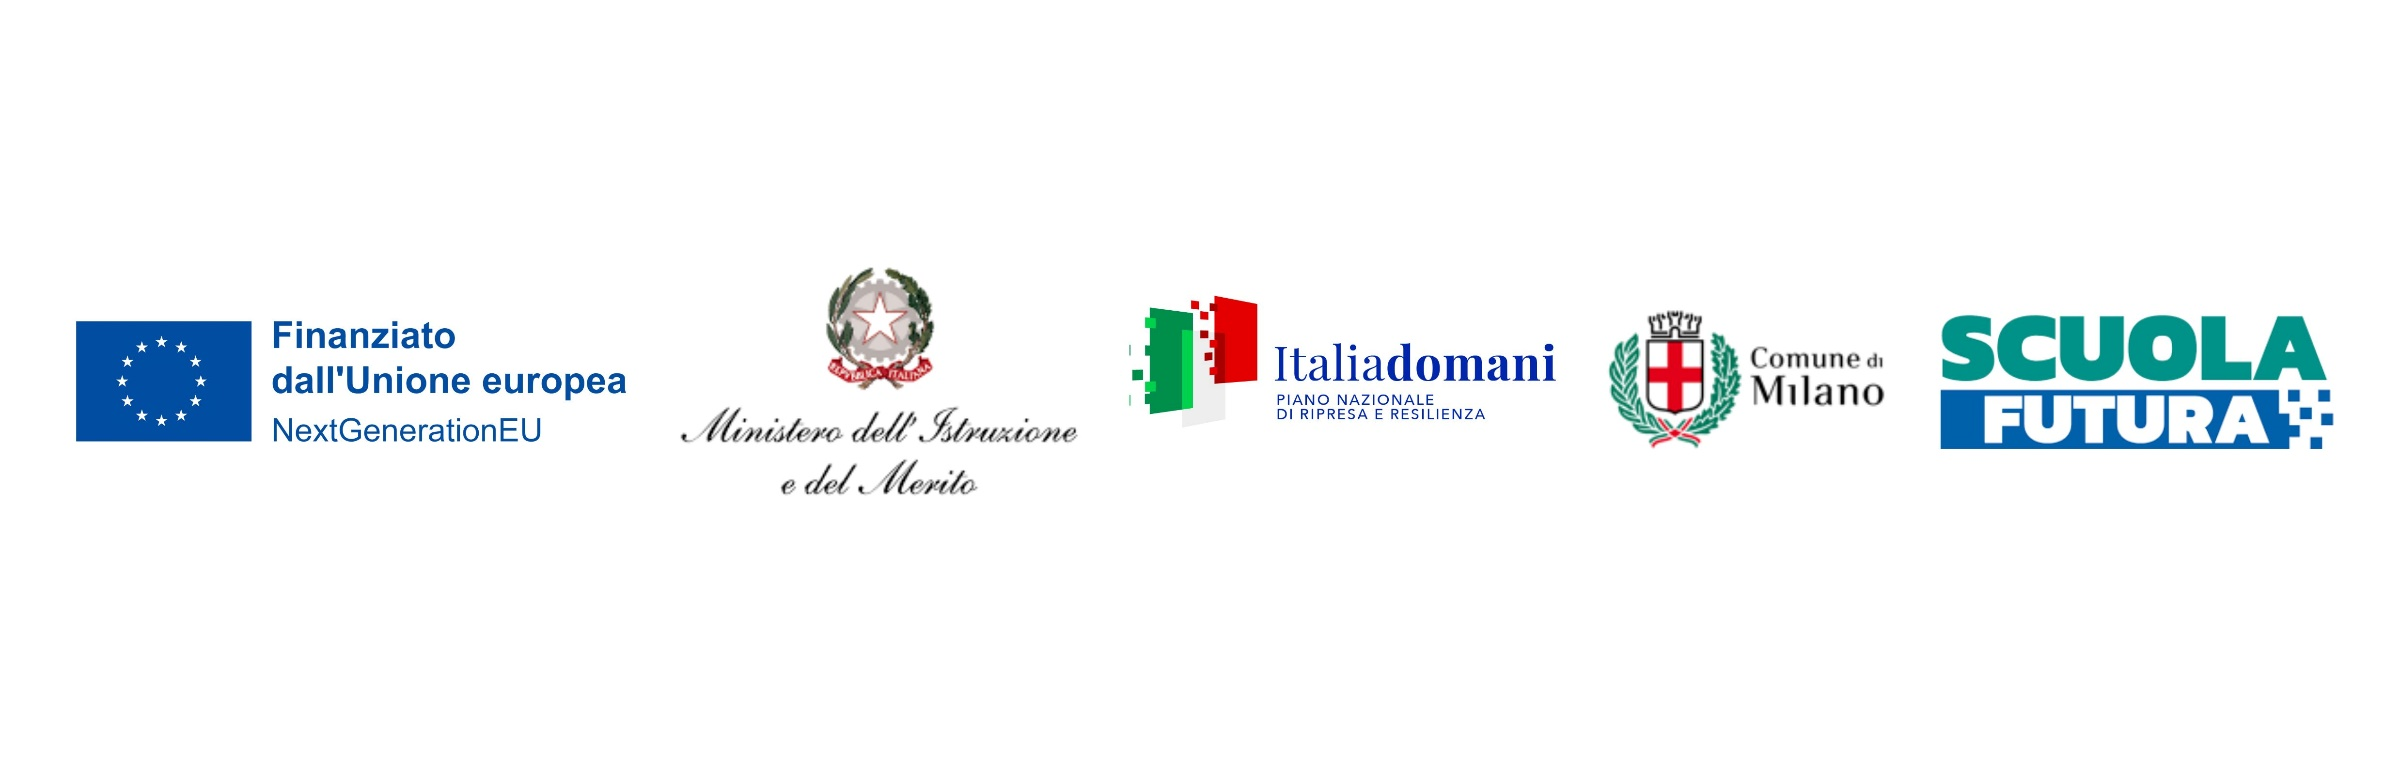 Finanziato
dall'Unione europea
NextGenerationEU
REPVBBLICA ITALIANA
Ministero dell'Istruzione
e del Merito
Italiadomani
PIANO NAZIONALE
DI RIPRESA E RESILIENZA
Comune di
Milano
SCUOLA
FUTURA